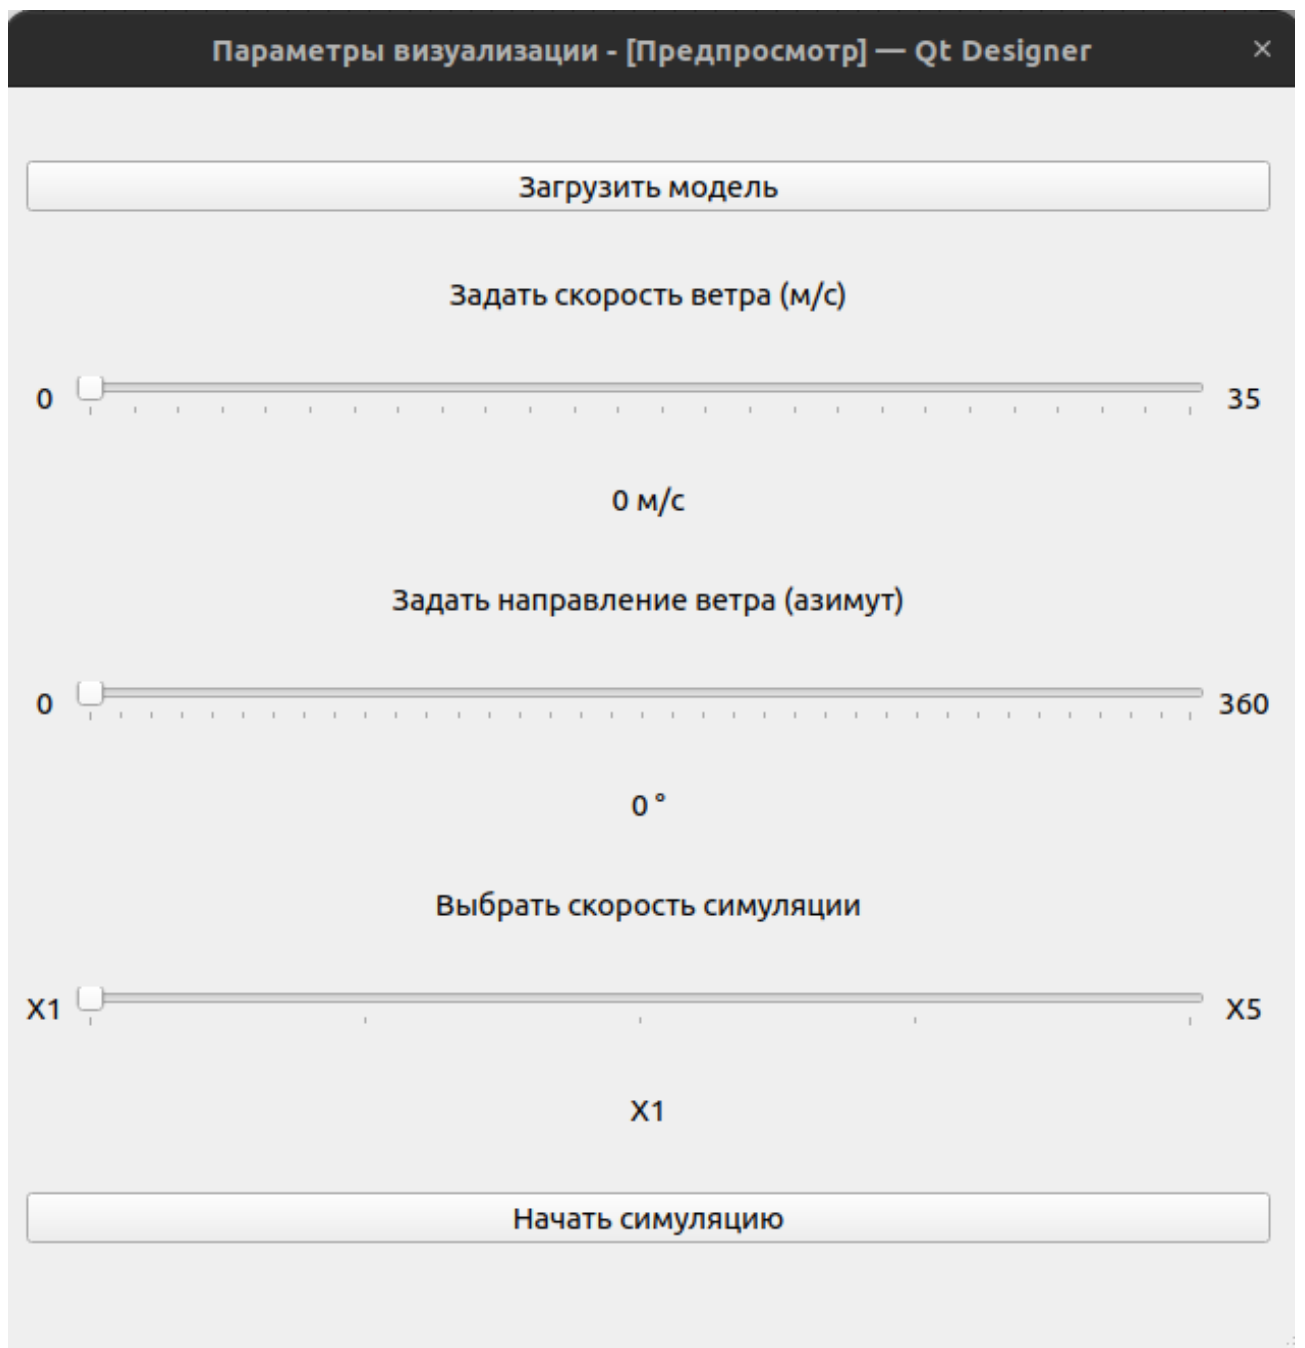 Параметры визуализации - [Предпросмотр] — Qt Designer
Загрузить модель
Задать скорость ветра (м/с)
0 35
0 м/с
Задать направление ветра (азимут)
0 360
0 °
Выбрать скорость симуляции
X1 X5
X1
Начать симуляцию